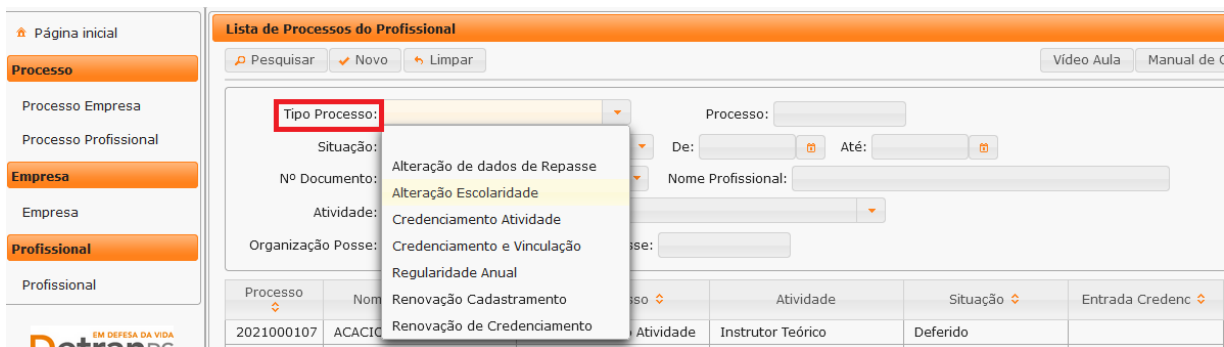 Página inicial
Processo
Processo Empresa
Processo Profissional
Empresa
Empresa
Profissional
Profissional
EM DEFESA DA VIDA
Lista de Processos do Profissional
Pesquisar Novo Limpar Vídeo Aula Manual de
Tipo Processo: Processo:
Situação: De: Até:
Nº Documento: Nome Profissional:
Atividade:
Organização Posse:
Alteração de dados de Repasse
Alteração Escolaridade
Credenciamento Atividade
Credenciamento e Vinculação
Regularidade Anual
Renovação Cadastramento
Renovação de Credenciamento
Processo Atividade Situação Entrada Credenc
2021000107 ACACIO Atividade Instrutor Teórico Deferido